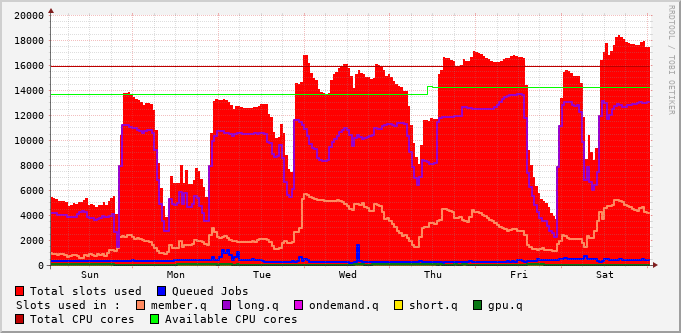 20000
18000
16000
14000
12000
10000
8000
6000
4000
2000
0
Sun Mon Tue Wed Thu Fri Sat
RRDTOOL / TOBI OETIKER
Total slots used Queued Jobs
Slots used in : member.q long.q ondemand.q short.q gpu.q
Total CPU cores Available CPU cores